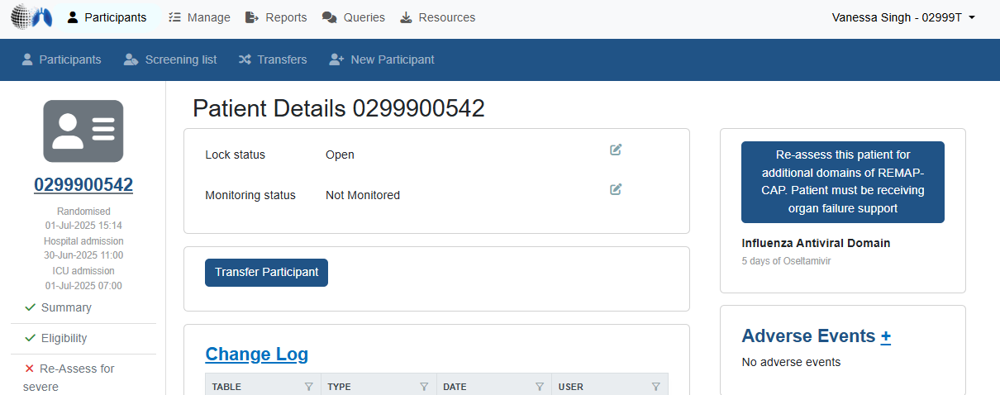 Participants Manage Reports Queries Resources Vanessa Singh - 02999T
Participants Screening list Transfers New Participant
0299900542
Randomised
01-Jul-2025 15:14
Hospital admission
30-Jun-2025 11:00
ICU admission
01-Jul-2025 07:00
Summary
Eligibility
Re-Assess for
severe
Patient Details 0299900542
Lock status Open
Monitoring status Not Monitored
Transfer Participant
Change Log
TABLE TYPE DATE USER
Re-assess this patient for
additional domains of REMAP-
CAP. Patient must be receiving
organ failure support
Influenza Antiviral Domain
5 days of Oseltamivir
Adverse Events +
No adverse events